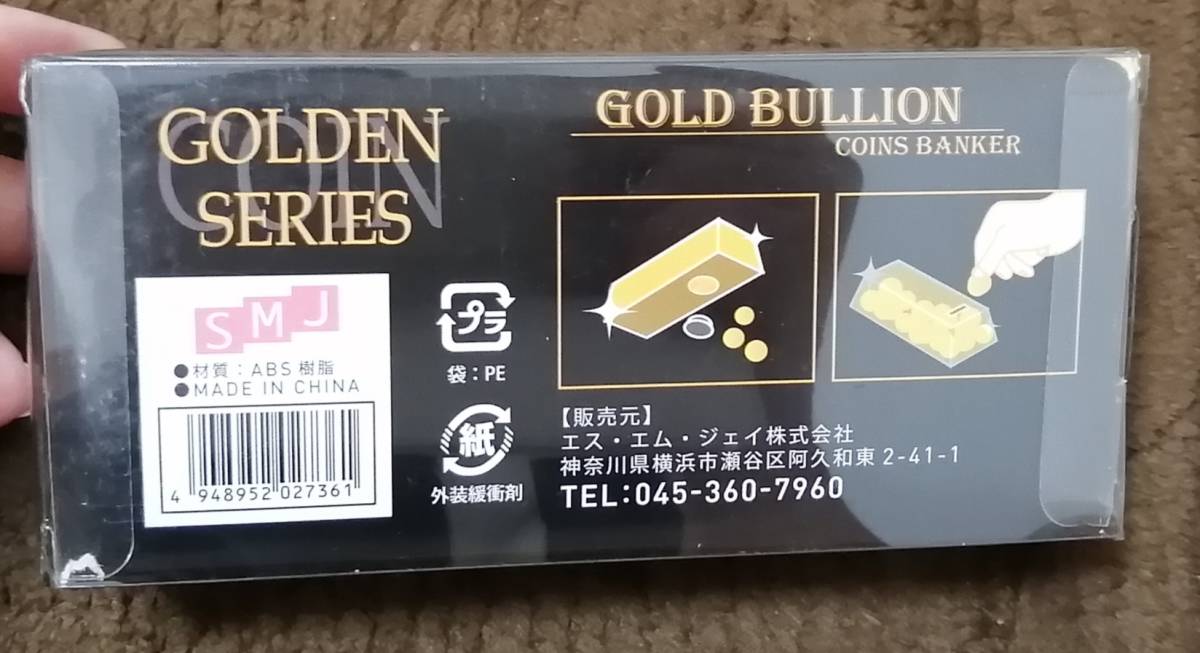 GOLDEN
COIN
SERIES
SMJ
●材質：ABS樹脂
●MADE IN CHINA
4 948952 027361
プラ
袋：PE
紙
外装緩衝剤
GOLD BULLION
COINS BANKER
【販売元】
エス・エム・ジェイ株式会社
神奈川県横浜市瀬谷区阿久和東2-41-1
TEL:045-360-7960